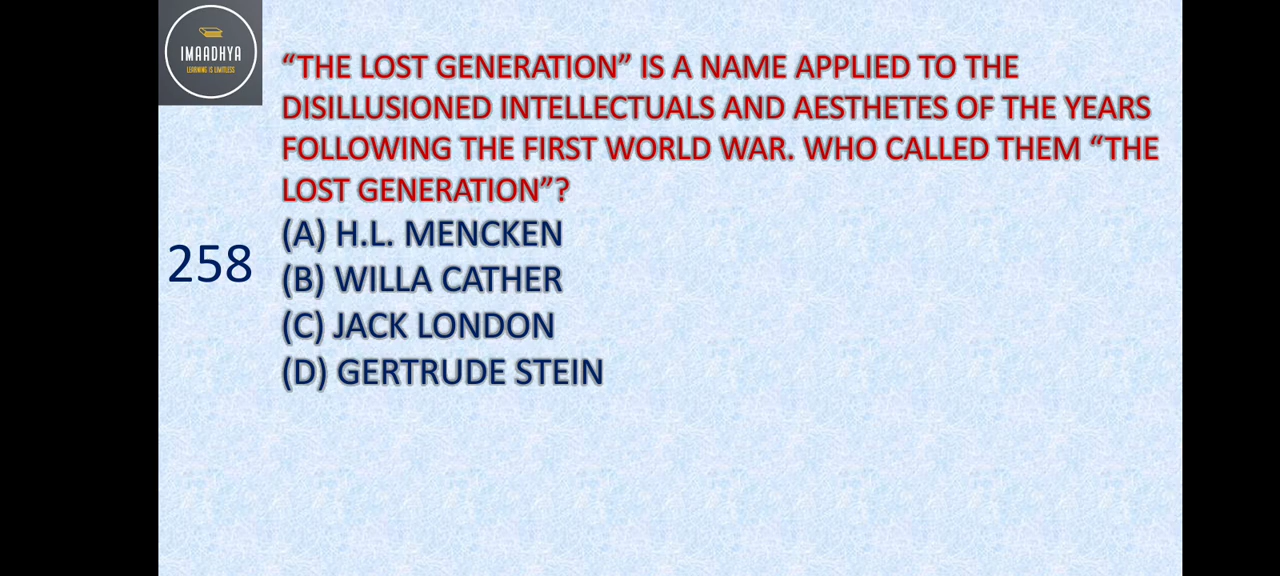 IMAADHYA
LEARNING IS LIMITLESS
“THE LOST GENERATION” IS A NAME APPLIED TO THE
DISILLUSIONED INTELLECTUALS AND AESTHETES OF THE YEARS
FOLLOWING THE FIRST WORLD WAR. WHO CALLED THEM “THE
LOST GENERATION”?
(A) H.L. MENCKEN
258
(B) WILLA CATHER
(C) JACK LONDON
(D) GERTRUDE STEIN